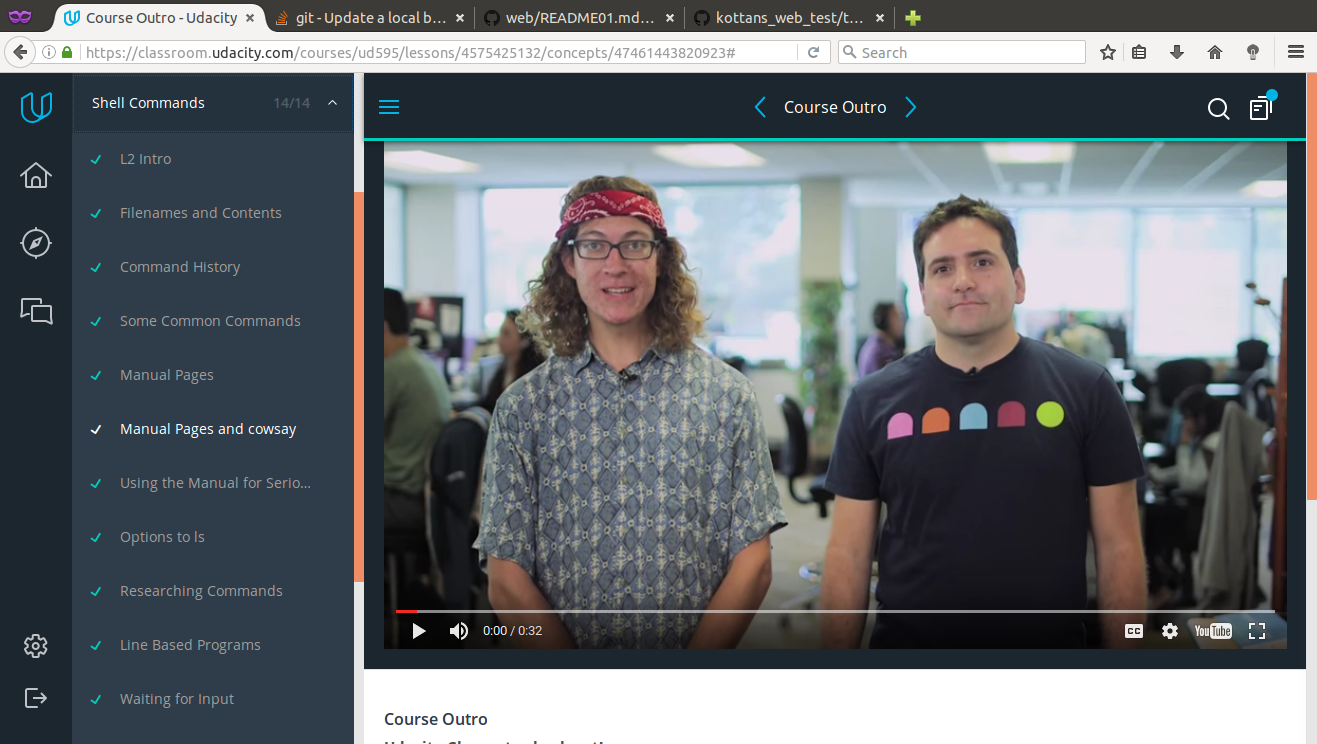 Course Outro - Udacity
git - Update a local b...
web/README01.md...
kottans_web_test/t...
https://classroom.udacity.com/courses/ud595/lessons/4575425132/concepts/47461443820923#
Search
Shell Commands 14/14
Course Outro
L2 Intro
Filenames and Contents
Command History
Some Common Commands
Manual Pages
Manual Pages and cowsay
Using the Manual for Serio...
Options to ls
Researching Commands
Line Based Programs
Waiting for Input
0:00 / 0:32
CC
YouTube
Course Outro